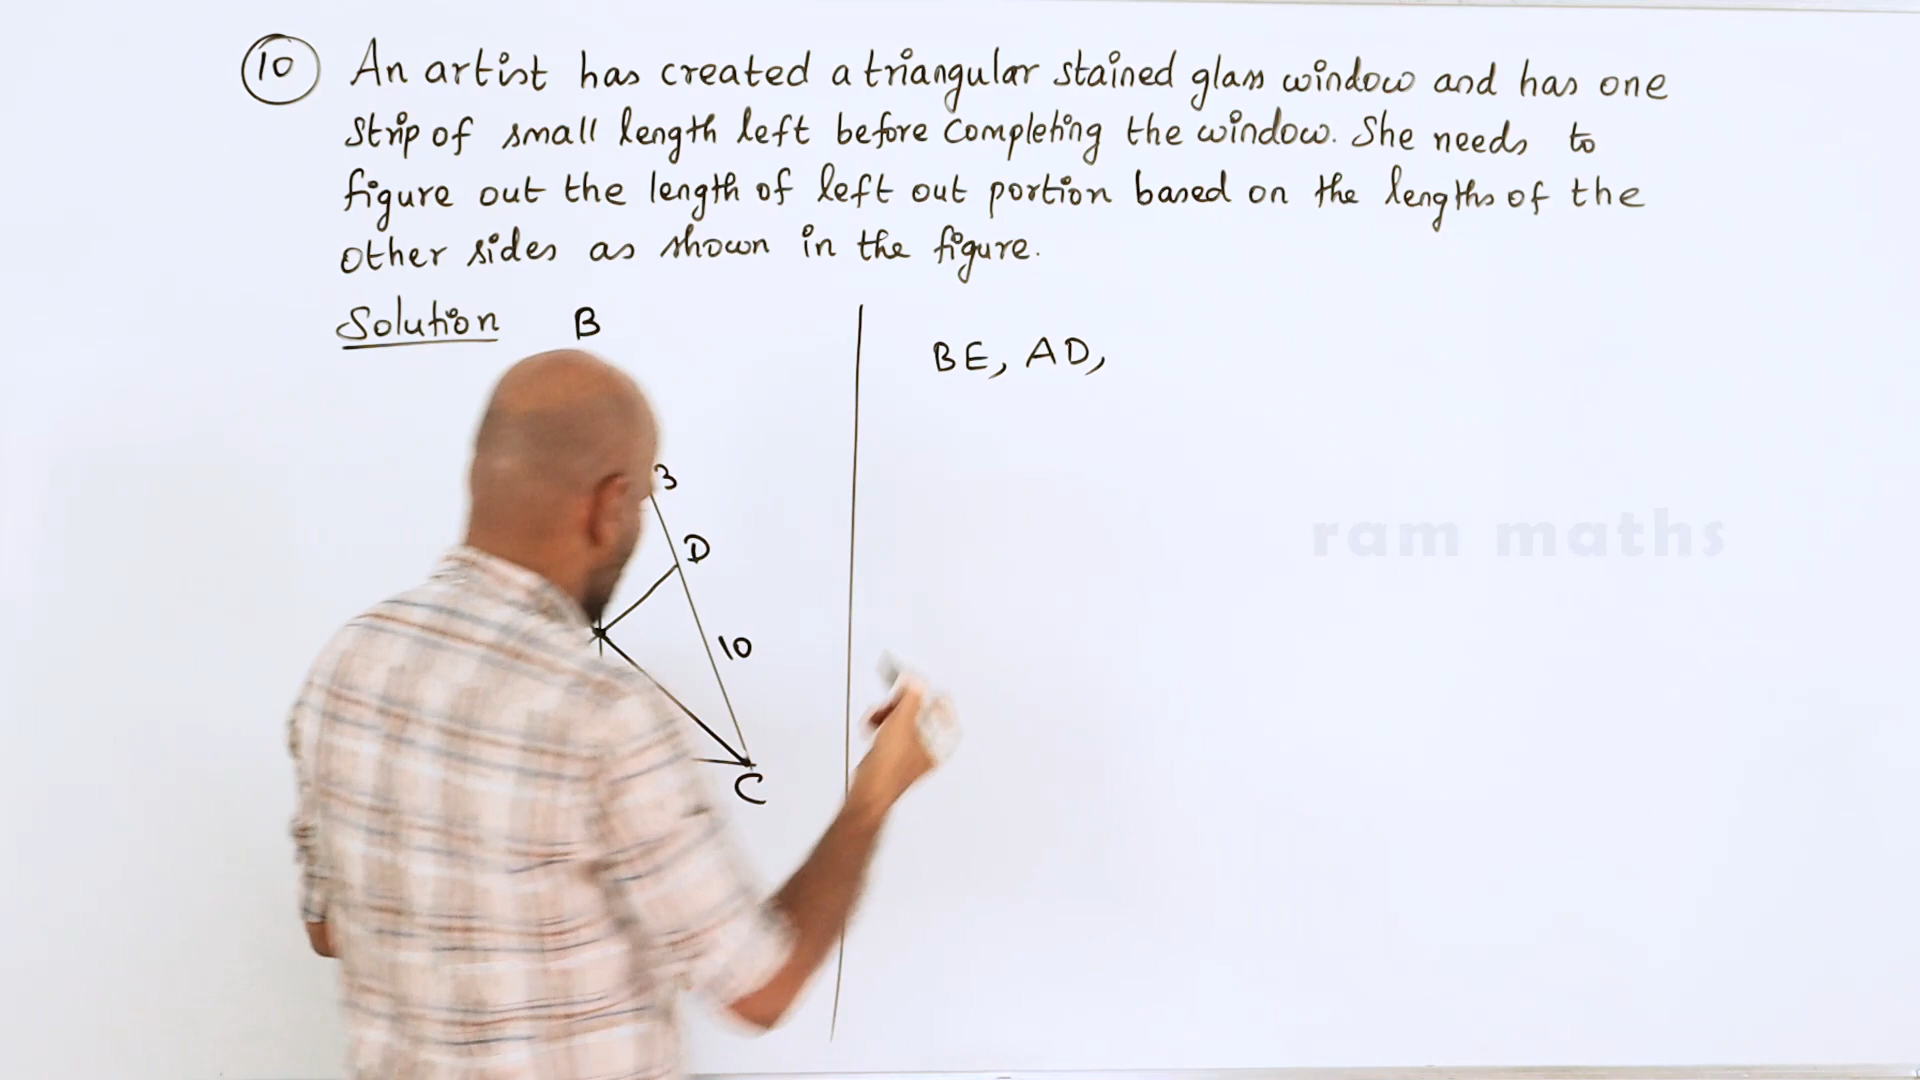 10 An artist has created a triangular stained glass window and has one
strip of small length left before completing the window. She needs to
figure out the length of left out portion based on the lengths of the
other sides as shown in the figure.
Solution
B
BE, AD,
3
D
10
C
ram maths